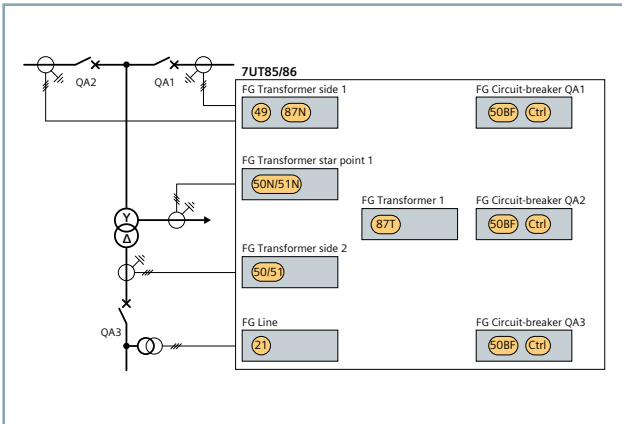 7UT85/86
QA2
QA1
FG Transformer side 1
49 87N
FG Circuit-breaker QA1
50BF Ctrl
FG Transformer star point 1
50N/51N
FG Transformer 1
87T
FG Circuit-breaker QA2
50BF Ctrl
Y
Δ
FG Transformer side 2
50/51
QA3
FG Line
21
FG Circuit-breaker QA3
50BF Ctrl